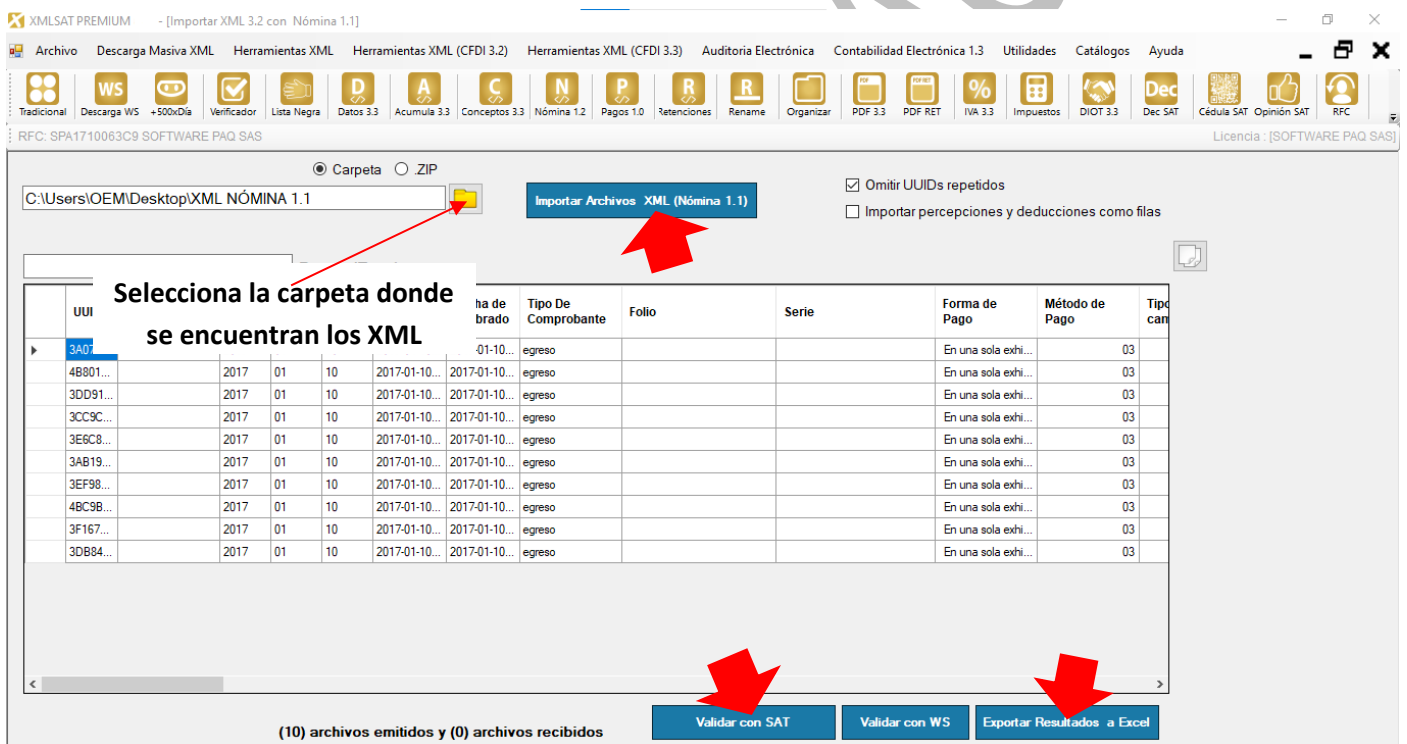 XMLSAT PREMIUM - [Importar XML 3.2 con Nómina 1.1]
Archivo Descarga Masiva XML Herramientas XML Herramientas XML (CFDI 3.2) Herramientas XML (CFDI 3.3) Auditoria Electrónica Contabilidad Electrónica 1.3 Utilidades Catálogos Ayuda
WS D A C N P R R PDF PDF RET % Dec
Tradicional Descarga WS +500xDía Verificador Lista Negra Datos 3.3 Acumula 3.3 Conceptos 3.3 Nómina 1.2 Pagos 1.0 Retenciones Rename Organizar PDF 3.3 PDF RET IVA 3.3 Impuestos DIOT 3.3 Dec SAT Cédula SAT Opinión SAT RFC
RFC: SPA1710063C9 SOFTWARE PAQ SAS Licencia : [SOFTWARE PAQ SAS]
Carpeta .ZIP
C:\Users\OEM\Desktop\XML NÓMINA 1.1
Importar Archivos XML (Nómina 1.1)
Omitir UUIDs repetidos
Importar percepciones y deducciones como filas
Selecciona la carpeta donde
se encuentran los XML
UUI ha de brado Tipo De Comprobante Folio Serie Forma de Pago Método de Pago Tipo cam
3A07 -01-10... egreso En una sola exhi... 03
4B801... 2017 01 10 2017-01-10... 2017-01-10... egreso En una sola exhi... 03
3DD91... 2017 01 10 2017-01-10... 2017-01-10... egreso En una sola exhi... 03
3CC9C... 2017 01 10 2017-01-10... 2017-01-10... egreso En una sola exhi... 03
3E6C8... 2017 01 10 2017-01-10... 2017-01-10... egreso En una sola exhi... 03
3AB19... 2017 01 10 2017-01-10... 2017-01-10... egreso En una sola exhi... 03
3EF98... 2017 01 10 2017-01-10... 2017-01-10... egreso En una sola exhi... 03
4BC9B... 2017 01 10 2017-01-10... 2017-01-10... egreso En una sola exhi... 03
3F167... 2017 01 10 2017-01-10... 2017-01-10... egreso En una sola exhi... 03
3DB84... 2017 01 10 2017-01-10... 2017-01-10... egreso En una sola exhi... 03
(10) archivos emitidos y (0) archivos recibidos
Validar con SAT Validar con WS Exportar Resultados a Excel